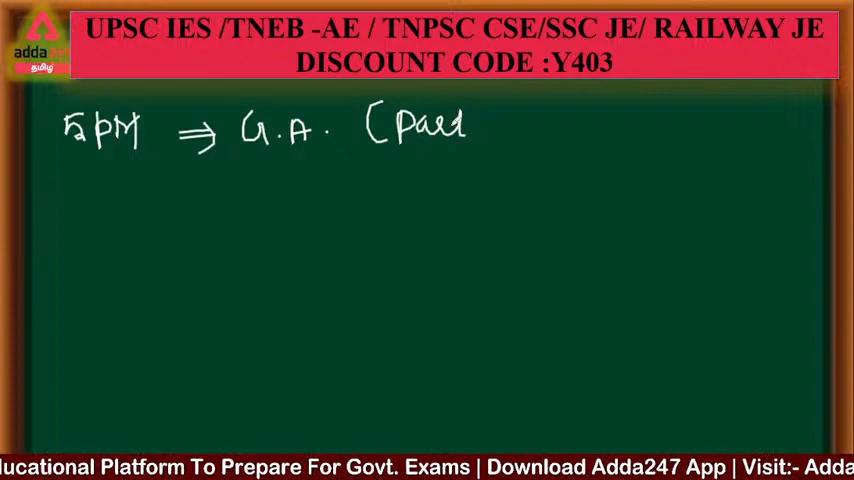 UPSC IES /TNEB -AE / TNPSC CSE/SSC JE/ RAILWAY JE
DISCOUNT CODE :Y403
adda
தமிழ்
5pm ⇒ G.A. (Part
ducational Platform To Prepare For Govt. Exams | Download Adda247 App | Visit:- Adda